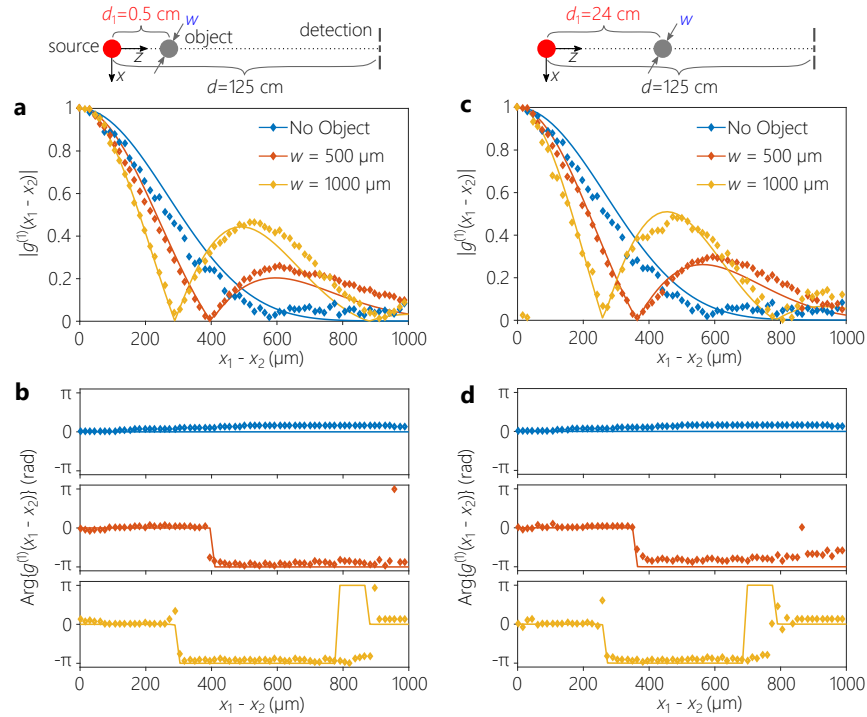 d₁=0.5 cm
w
source
object
detection
z
x
d=125 cm
d₁=24 cm
w
z
x
d=125 cm
a
|g⁽¹⁾(x₁ - x₂)|
1
0.8
0.6
0.4
0.2
0
No Object
w = 500 µm
w = 1000 µm
0 200 400 600 800 1000
x₁ - x₂ (µm)
c
|g⁽¹⁾(x₁ - x₂)|
1
0.8
0.6
0.4
0.2
0
No Object
w = 500 µm
w = 1000 µm
0 200 400 600 800 1000
x₁ - x₂ (µm)
b
Arg{g⁽¹⁾(x₁ - x₂)} (rad)
π
0
-π
π
0
-π
π
0
-π
0 200 400 600 800 1000
x₁ - x₂ (µm)
d
Arg{g⁽¹⁾(x₁ - x₂)} (rad)
π
0
-π
π
0
-π
π
0
-π
0 200 400 600 800 1000
x₁ - x₂ (µm)